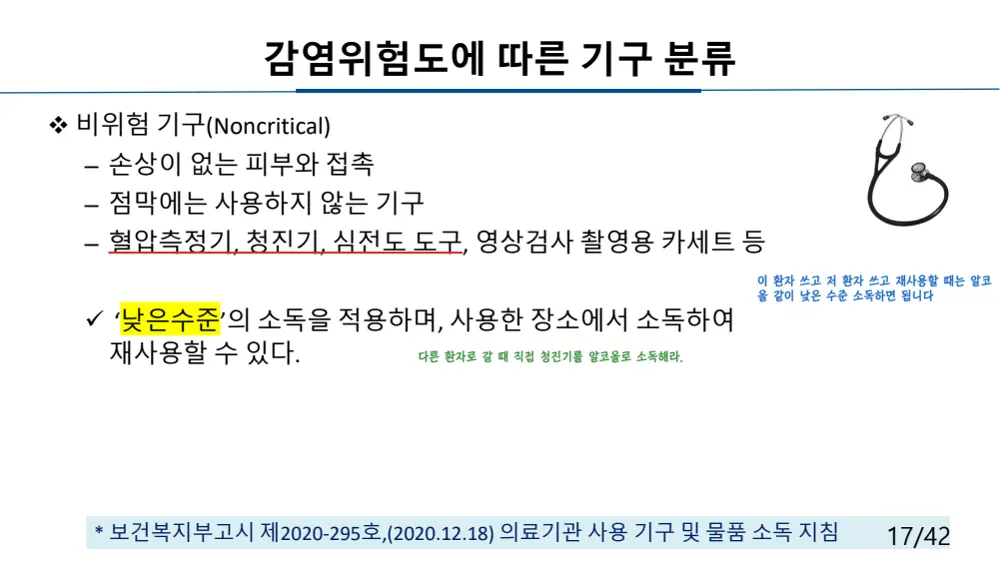 감염위험도에 따른 기구 분류
❖ 비위험 기구(Noncritical)
– 손상이 없는 피부와 접촉
– 점막에는 사용하지 않는 기구
– 혈압측정기, 청진기, 심전도 도구, 영상검사 촬영용 카세트 등
이 환자 쓰고 저 환자 쓰고 재사용할 때는 알코
올 같이 낮은 수준 소독하면 됩니다
✓ ‘낮은수준’의 소독을 적용하며, 사용한 장소에서 소독하여
재사용할 수 있다.
다른 환자로 갈 때 직접 청진기를 알코올로 소독해라.
* 보건복지부고시 제2020-295호,(2020.12.18) 의료기관 사용 기구 및 물품 소독 지침
17/42